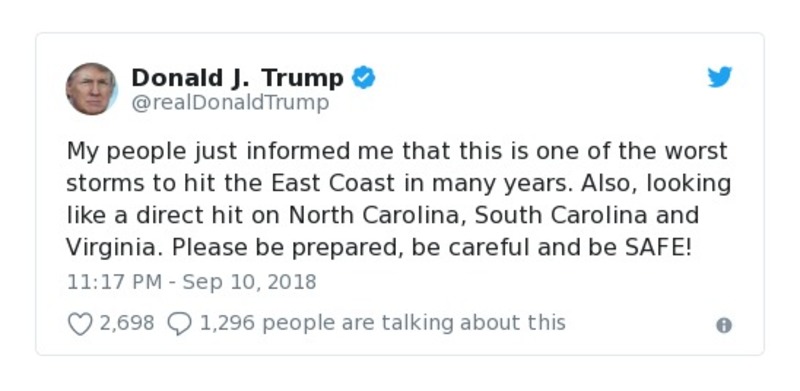 Donald J. Trump
@realDonaldTrump
My people just informed me that this is one of the worst
storms to hit the East Coast in many years. Also, looking
like a direct hit on North Carolina, South Carolina and
Virginia. Please be prepared, be careful and be SAFE!
11:17 PM - Sep 10, 2018
2,698 1,296 people are talking about this